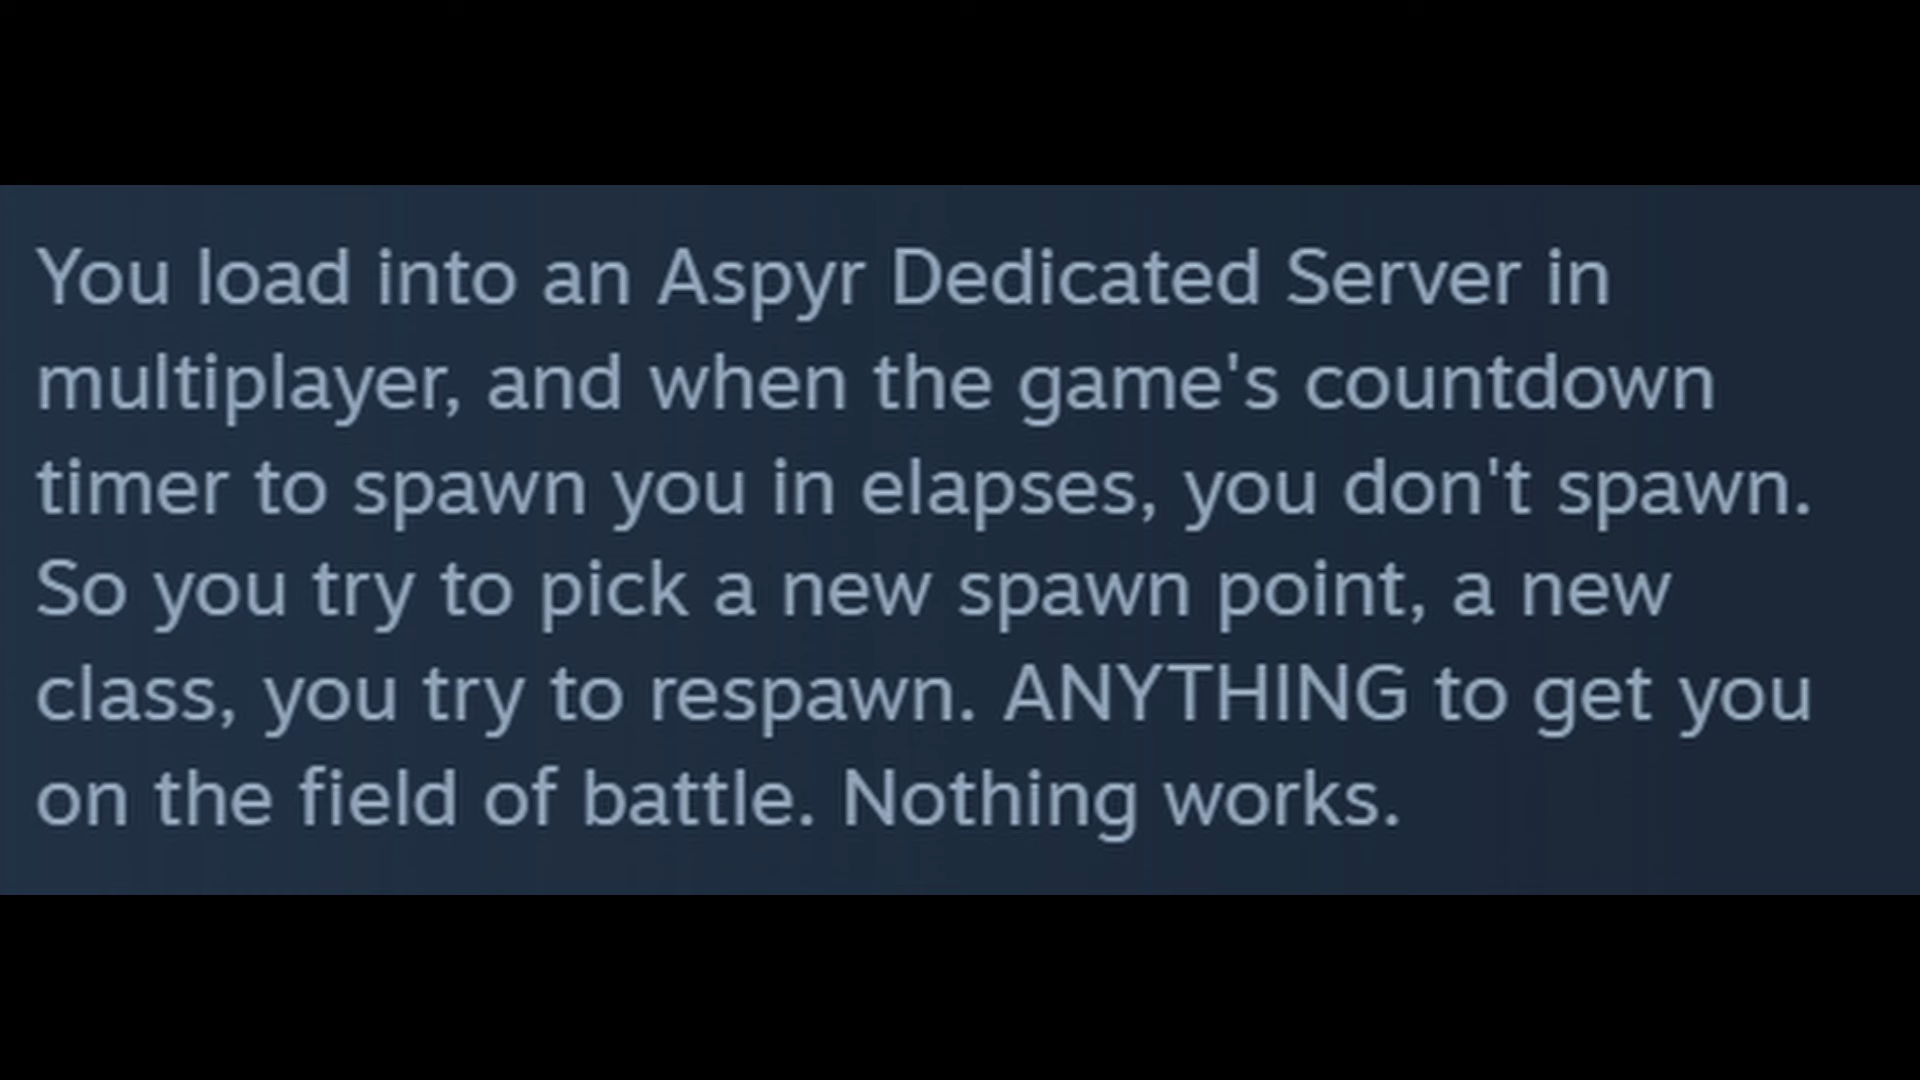 You load into an Aspyr Dedicated Server in
multiplayer, and when the game's countdown
timer to spawn you in elapses, you don't spawn.
So you try to pick a new spawn point, a new
class, you try to respawn. ANYTHING to get you
on the field of battle. Nothing works.